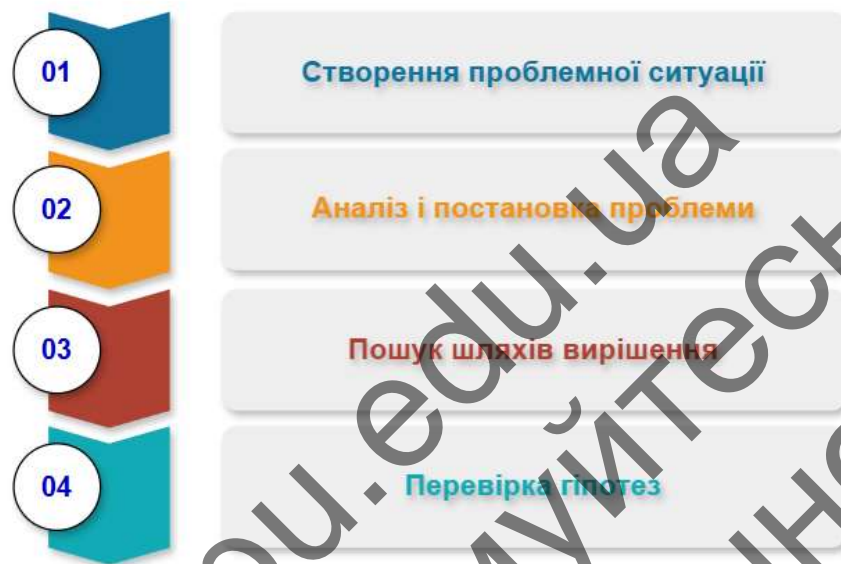 01
Створення проблемної ситуації
02
Аналіз і постановка проблеми
03
Пошук шляхів вирішення
04
Перевірка гіпотез